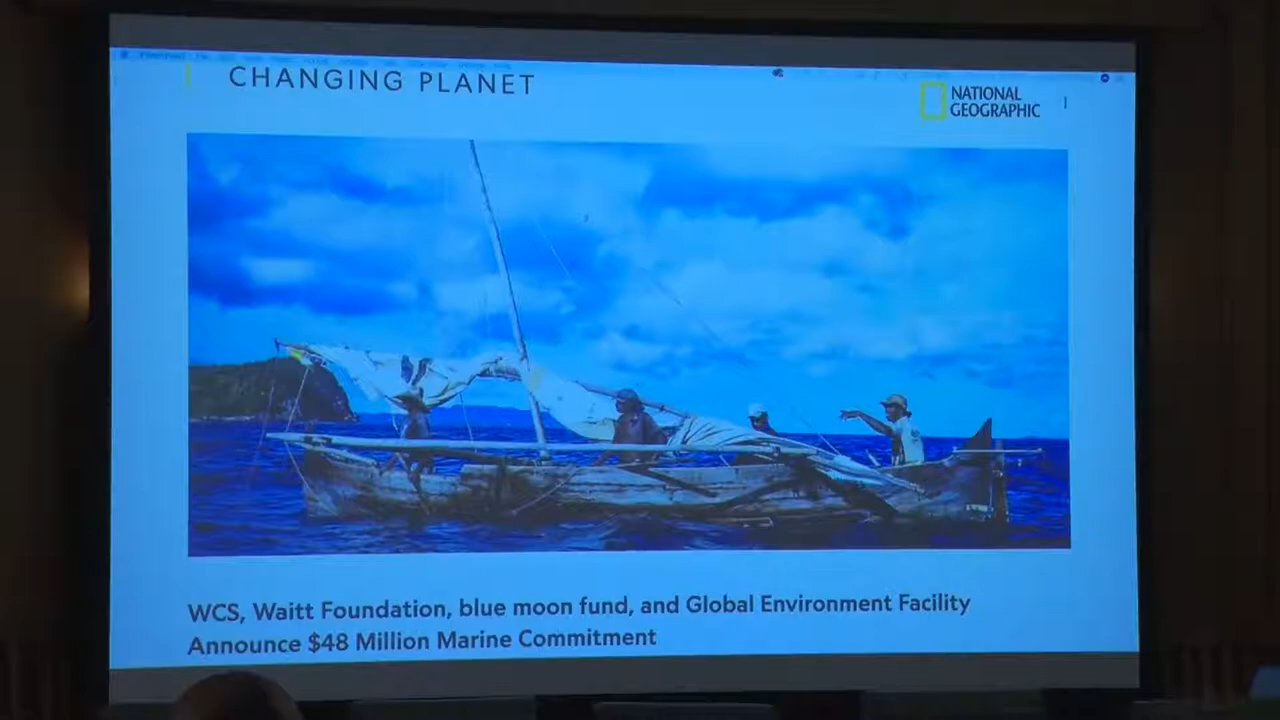 CHANGING PLANET
NATIONAL
GEOGRAPHIC
WCS, Waitt Foundation, blue moon fund, and Global Environment Facility
Announce $48 Million Marine Commitment